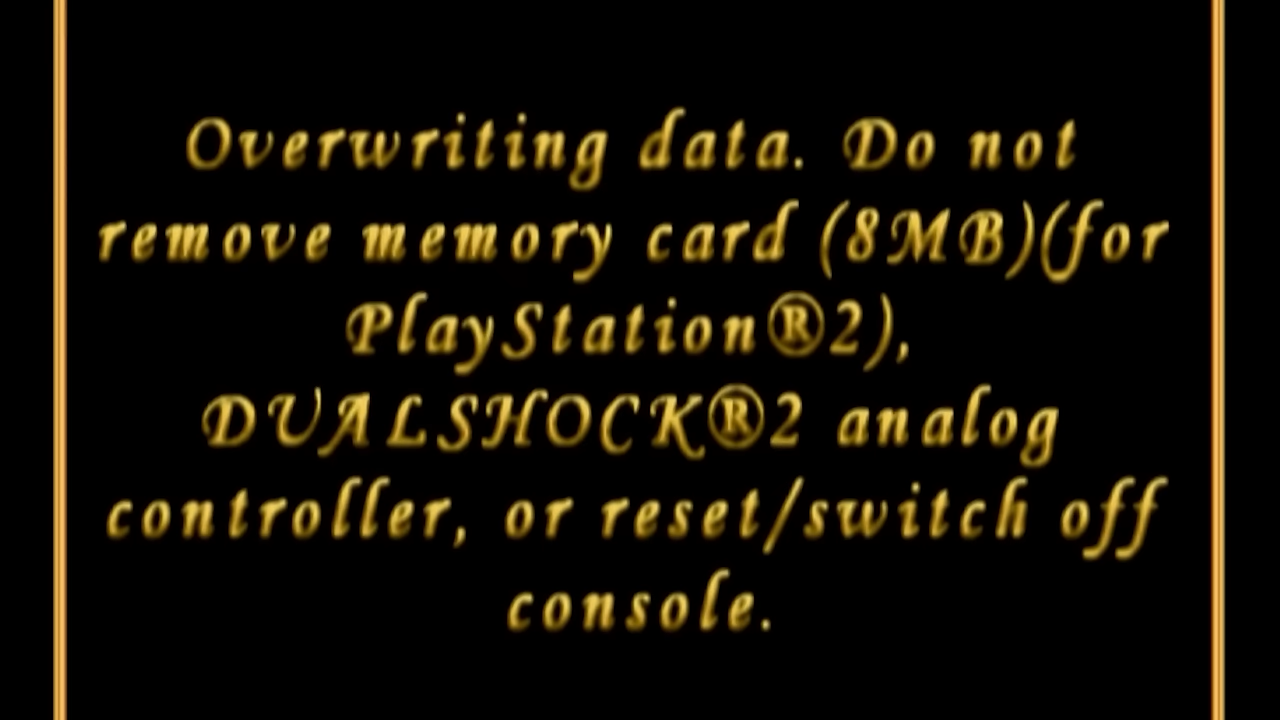 Overwriting data. Do not
remove memory card (8MB)(for
PlayStation®2),
DUALSHOCK®2 analog
controller, or reset/switch off
console.